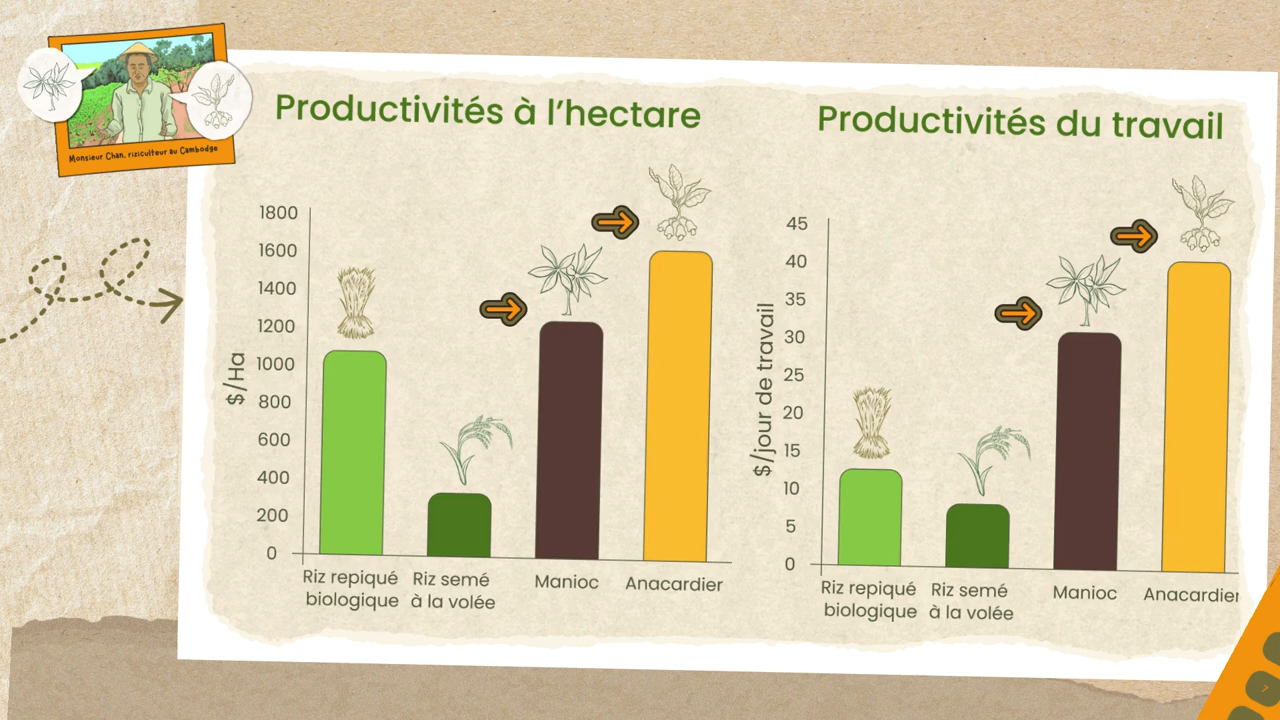 Monsieur Chan, riziculteur au Cambodge
Productivités à l'hectare
$/Ha
1800
1600
1400
1200
1000
800
600
400
200
0
Riz repiqué
biologique
Riz semé
à la volée
Manioc
Anacardier
Productivités du travail
$/jour de travail
45
40
35
30
25
20
15
10
5
0
Riz repiqué
biologique
Riz semé
à la volée
Manioc
Anacardier
7